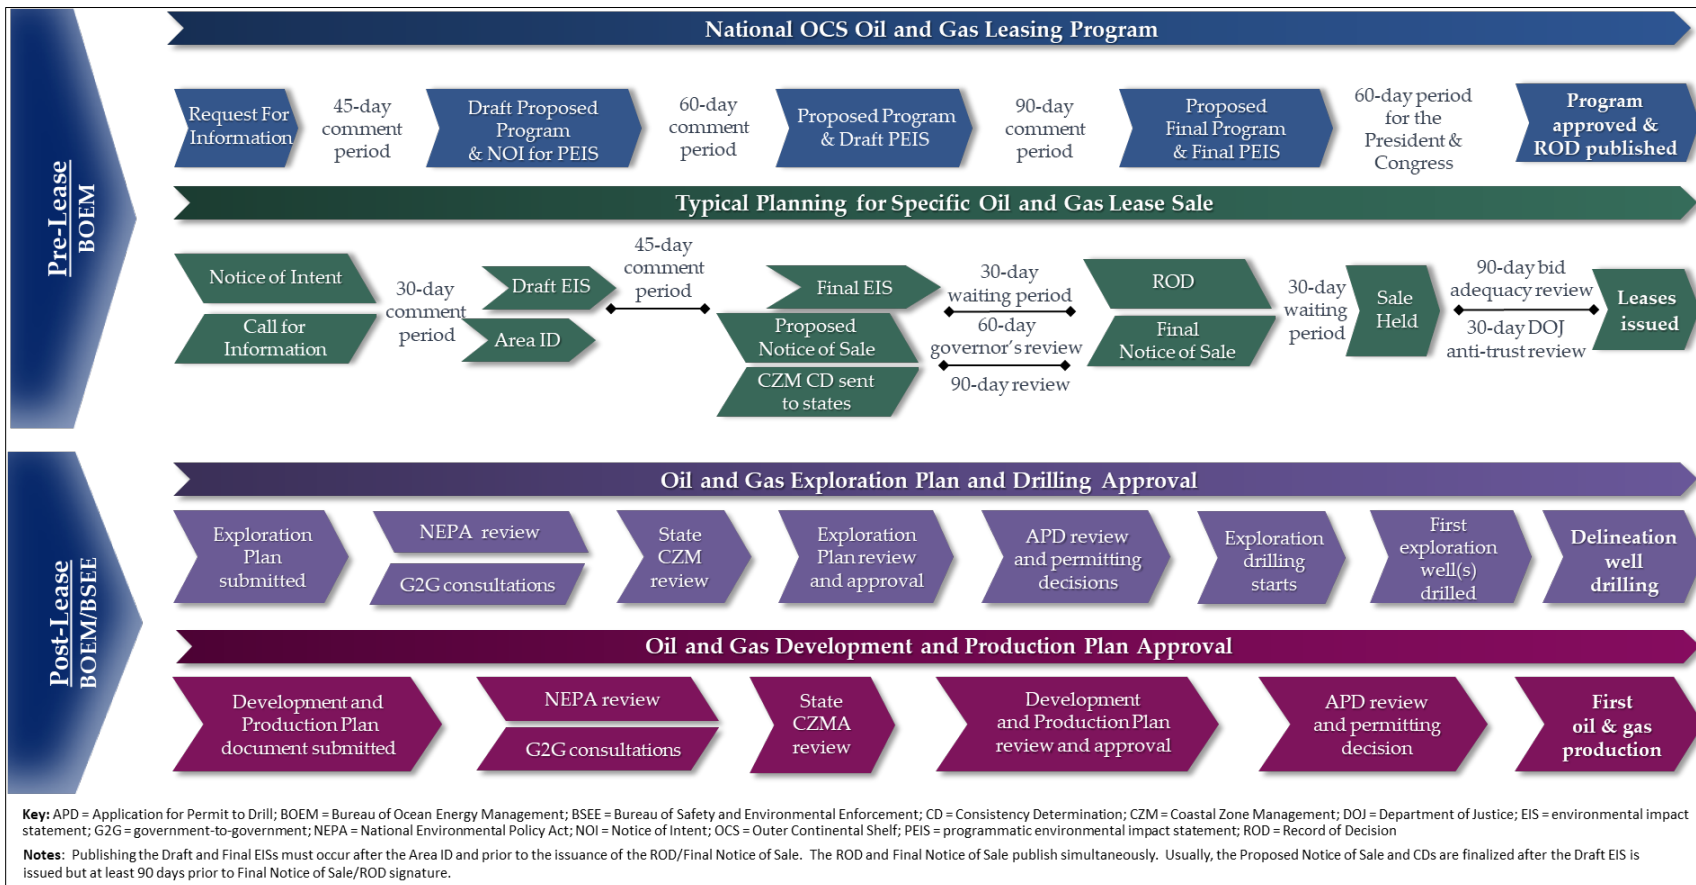 Pre-Lease
BOEM
National OCS Oil and Gas Leasing Program
Request For
Information
45-day
comment
period
Draft Proposed
Program
& NOI for PEIS
60-day
comment
period
Proposed Program
& Draft PEIS
90-day
comment
period
Proposed
Final Program
& Final PEIS
60-day period
for the
President &
Congress
Program
approved &
ROD published
Typical Planning for Specific Oil and Gas Lease Sale
Notice of Intent
Call for
Information
30-day
comment
period
Draft EIS
Area ID
45-day
comment
period
Final EIS
Proposed
Notice of Sale
CZM CD sent
to states
30-day
waiting period
60-day
governor's review
90-day review
ROD
Final
Notice of Sale
30-day
waiting
period
Sale
Held
90-day bid
adequacy review
30-day DOJ
anti-trust review
Leases
issued
Post-Lease
BOEM/BSEE
Oil and Gas Exploration Plan and Drilling Approval
Exploration
Plan
submitted
NEPA review
G2G consultations
State
CZM
review
Exploration
Plan review
and approval
APD review
and permitting
decisions
Exploration
drilling
starts
First
exploration
well(s)
drilled
Delineation
well
drilling
Oil and Gas Development and Production Plan Approval
Development and
Production Plan
document submitted
NEPA review
G2G consultations
State
CZMA
review
Development
and Production Plan
review and approval
APD review
and permitting
decision
First
oil & gas
production
Key: APD = Application for Permit to Drill; BOEM = Bureau of Ocean Energy Management; BSEE = Bureau of Safety and Environmental Enforcement; CD = Consistency Determination; CZM = Coastal Zone Management; DOJ = Department of Justice; EIS = environmental impact
statement; G2G = government-to-government; NEPA = National Environmental Policy Act; NOI = Notice of Intent; OCS = Outer Continental Shelf; PEIS = programmatic environmental impact statement; ROD = Record of Decision
Notes: Publishing the Draft and Final EISs must occur after the Area ID and prior to the issuance of the ROD/Final Notice of Sale. The ROD and Final Notice of Sale publish simultaneously. Usually, the Proposed Notice of Sale and CDs are finalized after the Draft EIS is
issued but at least 90 days prior to Final Notice of Sale/ROD signature.